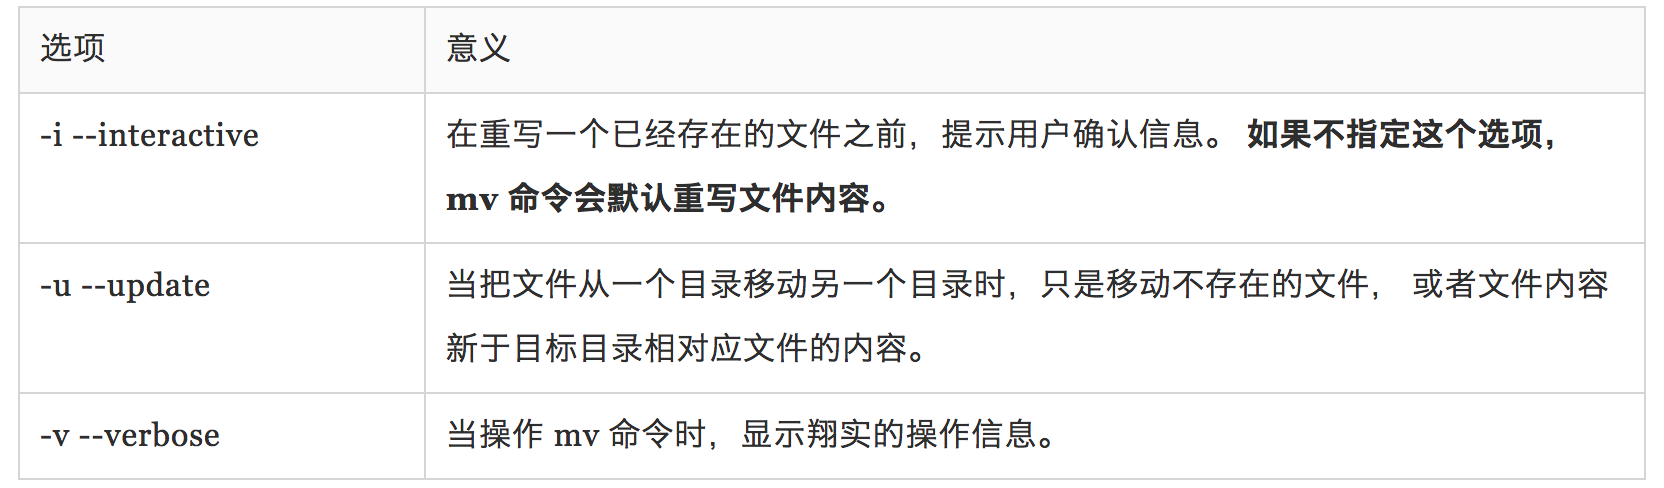 选项
意义
-i --interactive
在重写一个已经存在的文件之前，提示用户确认信息。 如果不指定这个选项，
mv 命令会默认重写文件内容。
-u --update
当把文件从一个目录移动另一个目录时，只是移动不存在的文件， 或者文件内容
新于目标目录相对应文件的内容。
-v --verbose
当操作 mv 命令时，显示翔实的操作信息。